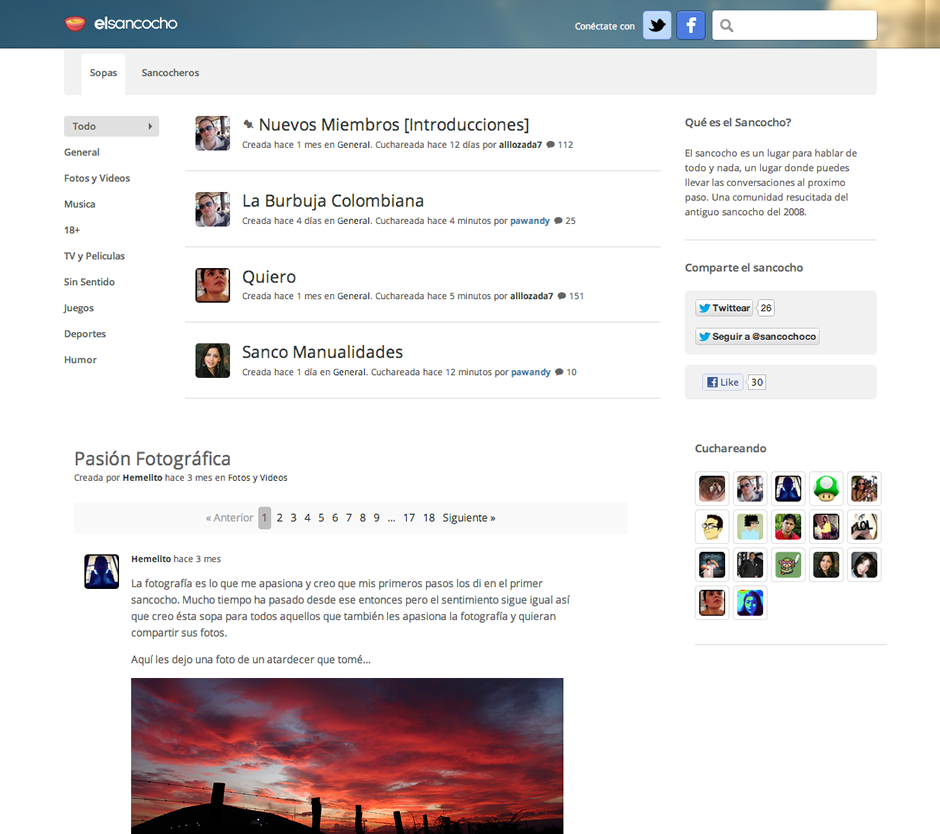 elsancocho
Conéctate con
Sopas
Sancocheros
Todo
General
Fotos y Videos
Musica
18+
TV y Peliculas
Sin Sentido
Juegos
Deportes
Humor
Nuevos Miembros [Introducciones]
Creada hace 1 mes en General. Cuchareada hace 12 días por alllozada7 112
La Burbuja Colombiana
Creada hace 4 días en General. Cuchareada hace 4 minutos por pawandy 25
Quiero
Creada hace 1 mes en General. Cuchareada hace 5 minutos por alllozada7 151
Sanco Manualidades
Creada hace 1 día en General. Cuchareada hace 12 minutos por pawandy 10
Qué es el Sancocho?
El sancocho es un lugar para hablar de
todo y nada, un lugar donde puedes
llevar las conversaciones al proximo
paso. Una comunidad resucitada del
antiguo sancocho del 2008.
Comparte el sancocho
Twittear 26
Seguir a @sancochoco
Like 30
Pasión Fotográfica
Creada por Hemelito hace 3 mes en Fotos y Videos
« Anterior 1 2 3 4 5 6 7 8 9 ... 17 18 Siguiente »
Hemelito hace 3 mes
La fotografía es lo que me apasiona y creo que mis primeros pasos los di en el primer
sancocho. Mucho tiempo ha pasado desde ese entonces pero el sentimiento sigue igual así
que creo ésta sopa para todos aquellos que también les apasiona la fotografía y quieran
compartir sus fotos.
Aquí les dejo una foto de un atardecer que tomé...
Cuchareando